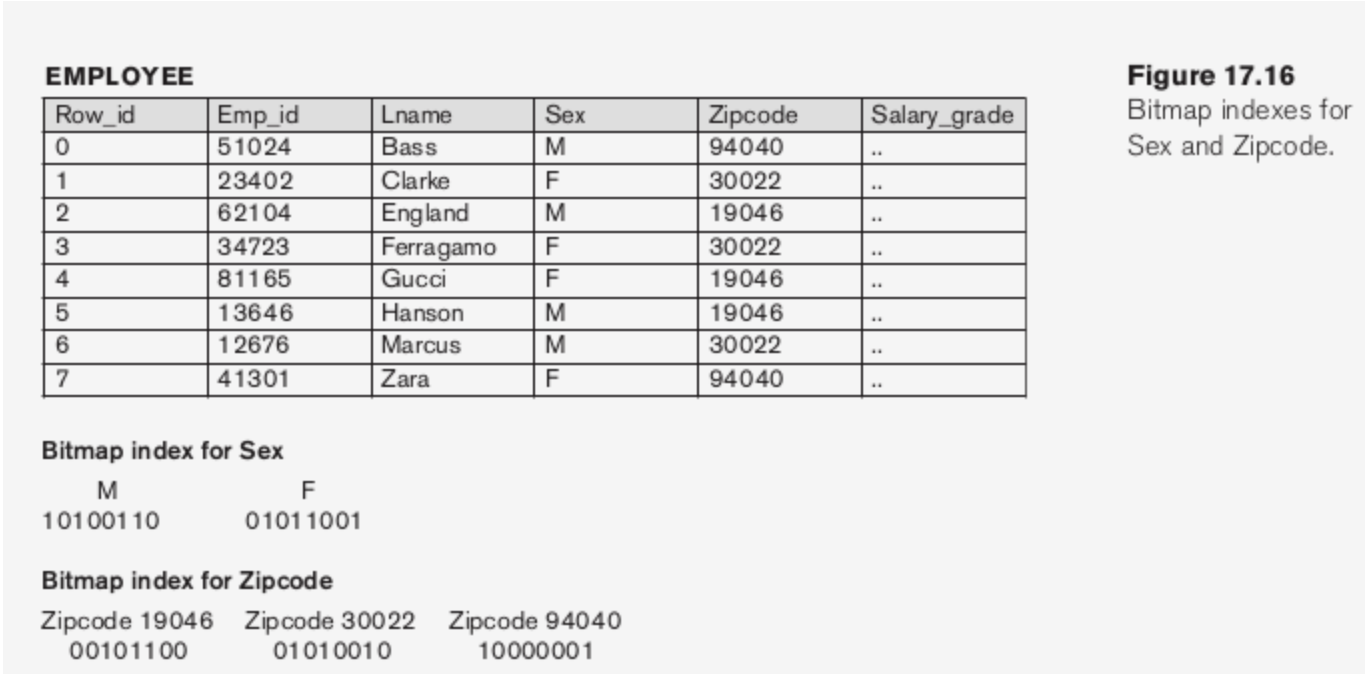 EMPLOYEE
Row_id Emp_id Lname Sex Zipcode Salary_grade
0 51024 Bass M 94040 ..
1 23402 Clarke F 30022 ..
2 62104 England M 19046 ..
3 34723 Ferragamo F 30022 ..
4 81165 Gucci F 19046 ..
5 13646 Hanson M 19046 ..
6 12676 Marcus M 30022 ..
7 41301 Zara F 94040 ..
Figure 17.16
Bitmap indexes for
Sex and Zipcode.
Bitmap index for Sex
M F
10100110 01011001
Bitmap index for Zipcode
Zipcode 19046 Zipcode 30022 Zipcode 94040
00101100 01010010 10000001